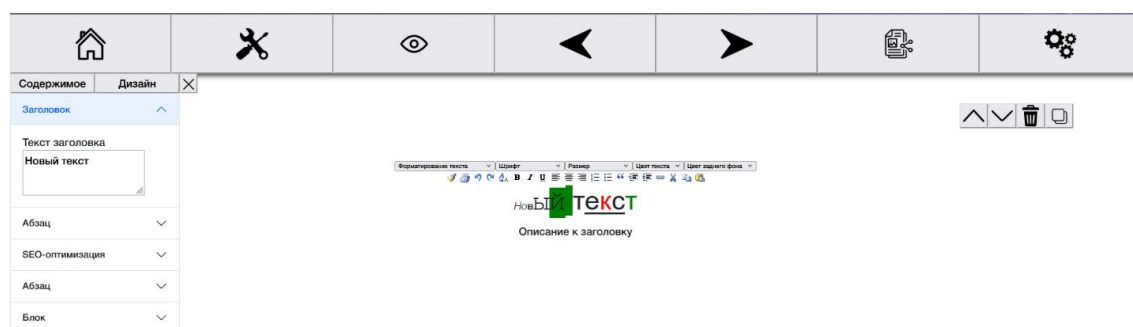 Содержимое Дизайн
Заголовок
Текст заголовка
Новый текст
Абзац
SEO-оптимизация
Абзац
Блок
Форматирование текста Шрифт Размер Цвет текста Цвет заднего фона
B I U
Новый текст
Описание к заголовку